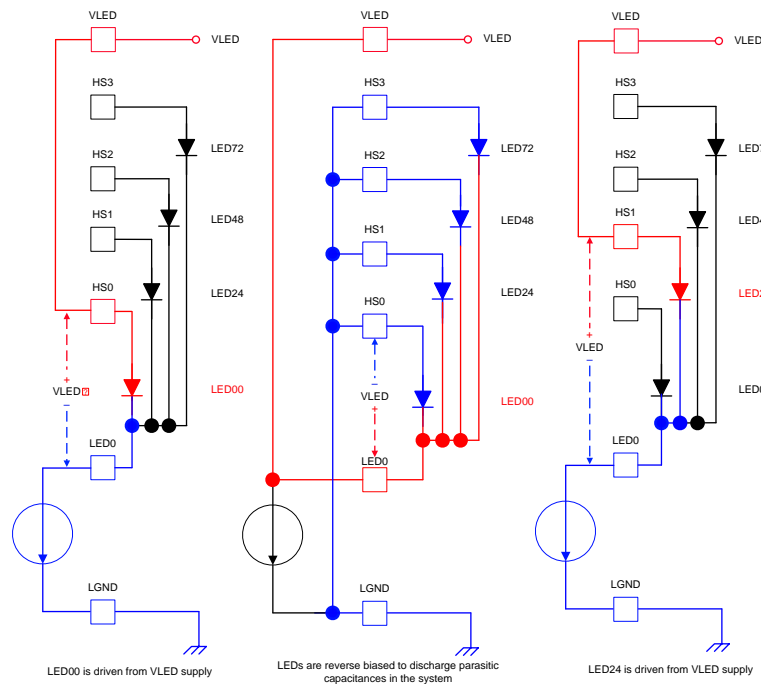 VLED
VLED
HS3
LED72
HS2
LED48
HS1
LED24
HS0
+
VLED
−
LED00
LED0
LGND
LED00 is driven from VLED supply
VLED
VLED
HS3
LED72
HS2
LED48
HS1
LED24
HS0
−
VLED
+
LED00
LED0
LGND
LEDs are reverse biased to discharge parasitic
capacitances in the system
VLED
VLED
HS3
HS2
HS1
+
VLED
−
HS0
LED0
LGND
LED24 is driven from VLED supply